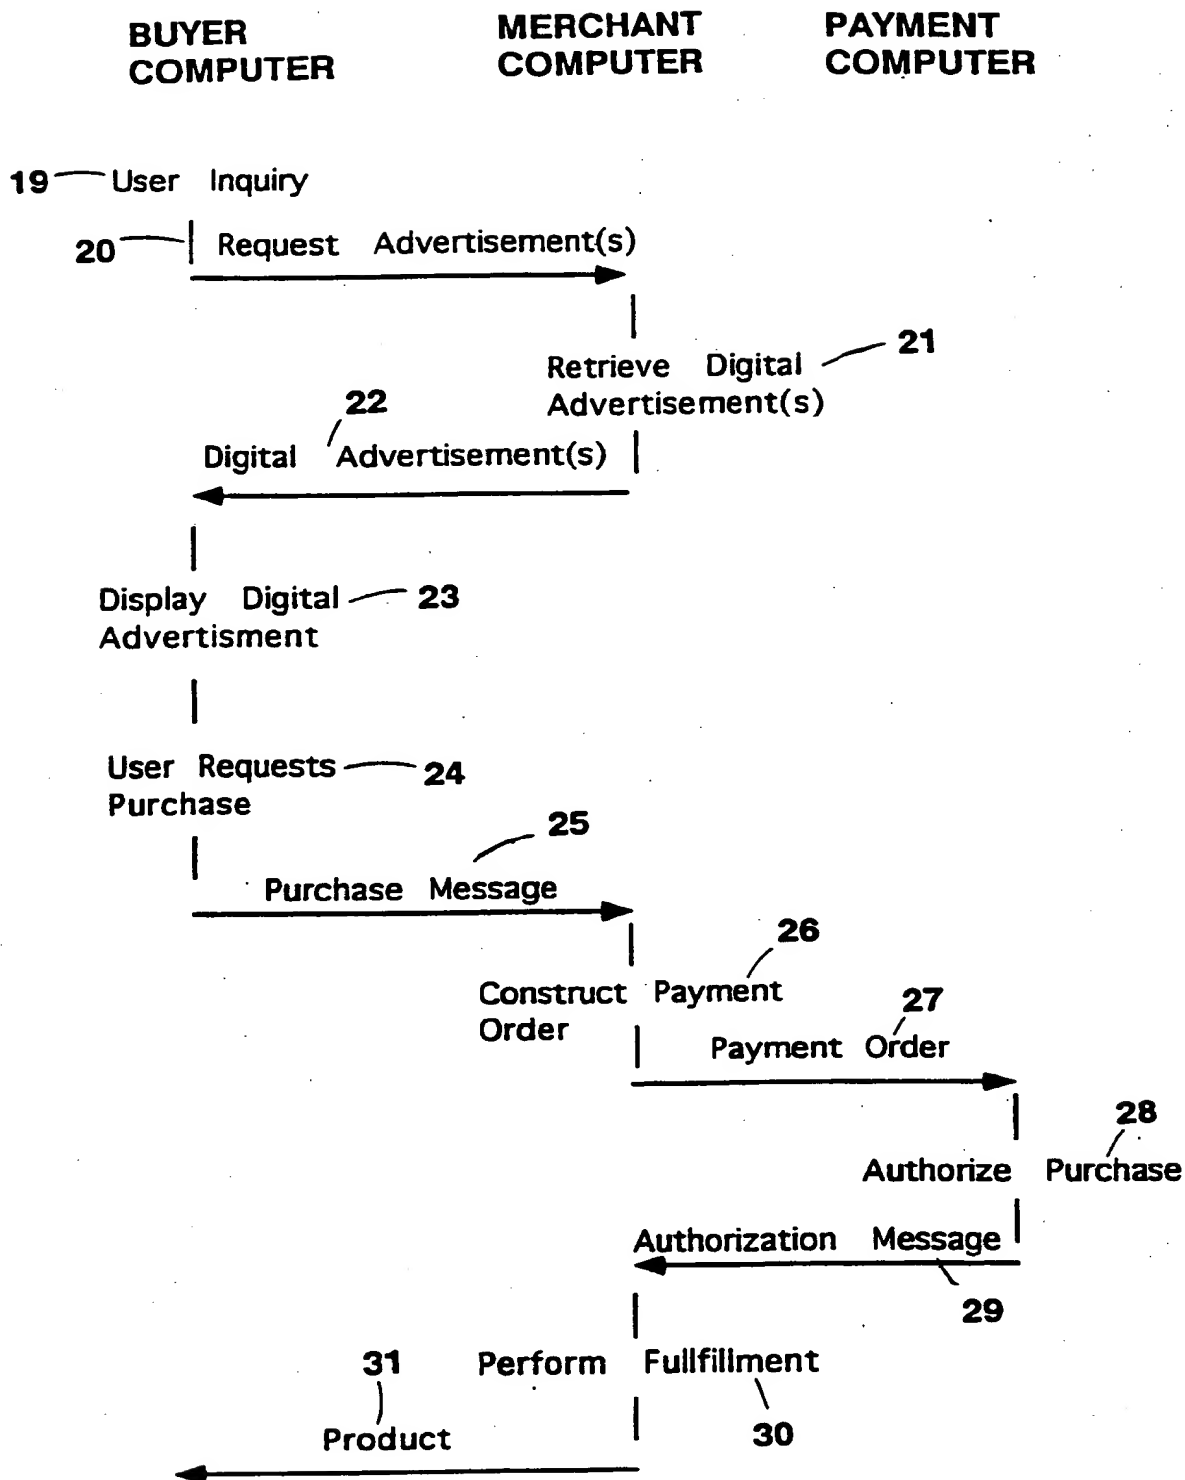 BUYER
COMPUTER
MERCHANT
COMPUTER
PAYMENT
COMPUTER
19 User Inquiry
20 Request Advertisement(s)
Retrieve Digital 21
Advertisement(s)
22
Digital Advertisement(s)
Display Digital 23
Advertisment
User Requests 24
Purchase
25
Purchase Message
26
Construct Payment
Order
27
Payment Order
28
Authorize Purchase
Authorization Message
29
31
Perform Fullfillment
30
Product